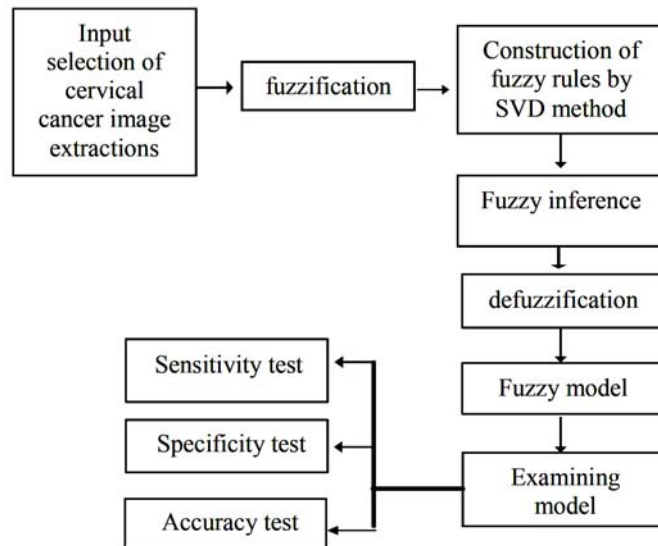 Input
selection of
cervical
cancer image
extractions
fuzzification
Construction of
fuzzy rules by
SVD method
Fuzzy inference
defuzzification
Fuzzy model
Examining
model
Sensitivity test
Specificity test
Accuracy test